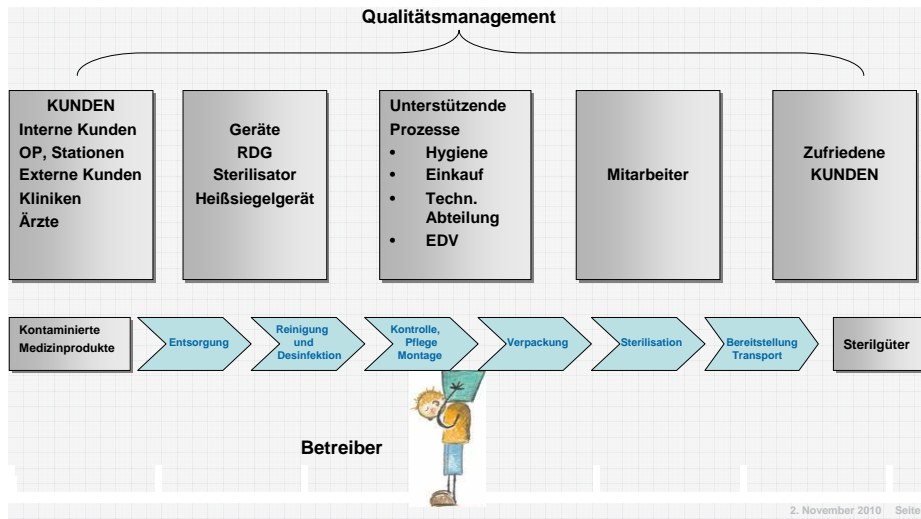 Qualitätsmanagement
KUNDEN
Interne Kunden
OP, Stationen
Externe Kunden
Kliniken
Ärzte
Geräte
RDG
Sterilisator
Heißsiegelgerät
Unterstützende
Prozesse
• Hygiene
• Einkauf
• Techn.
Abteilung
• EDV
Mitarbeiter
Zufriedene
KUNDEN
Kontaminierte
Medizinprodukte
Entsorgung
Reinigung
und
Desinfektion
Kontrolle,
Pflege
Montage
Verpackung
Sterilisation
Bereitstellung
Transport
Sterilgüter
Betreiber
2. November 2010 Seite